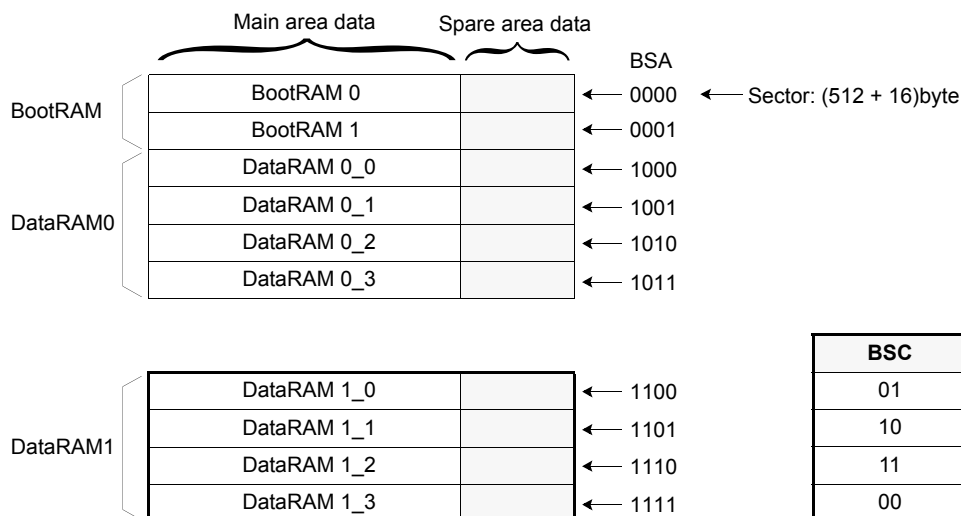 Main area data Spare area data
BSA
BootRAM
BootRAM 0 0000 Sector: (512 + 16)byte
BootRAM 1 0001
DataRAM0
DataRAM 0_0 1000
DataRAM 0_1 1001
DataRAM 0_2 1010
DataRAM 0_3 1011
BSC
DataRAM1
DataRAM 1_0 1100 01
DataRAM 1_1 1101 10
DataRAM 1_2 1110 11
DataRAM 1_3 1111 00